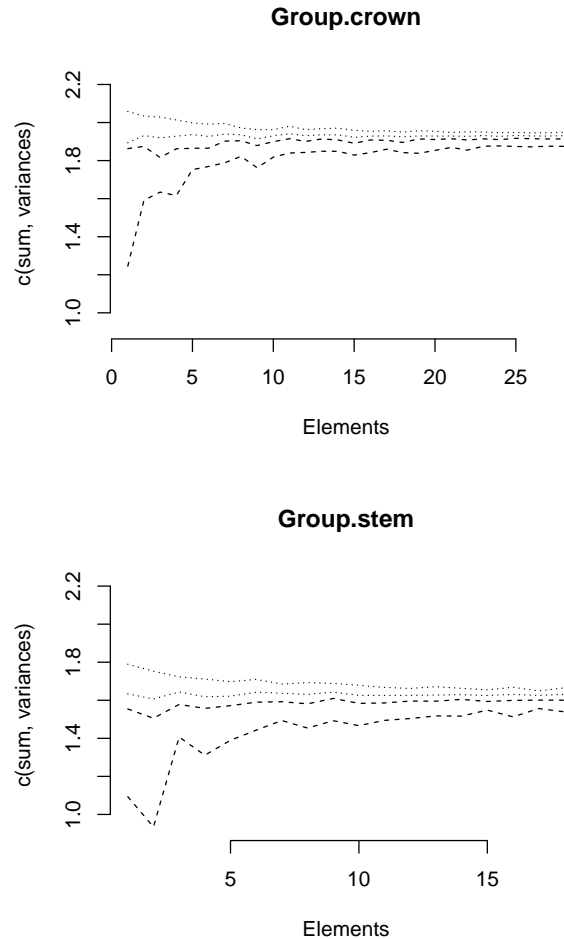 Group.crown
c(sum, variances)
2.2
1.8
1.4
1.0
0 5 10 15 20 25
Elements
Group.stem
c(sum, variances)
2.2
1.8
1.4
1.0
5 10 15
Elements